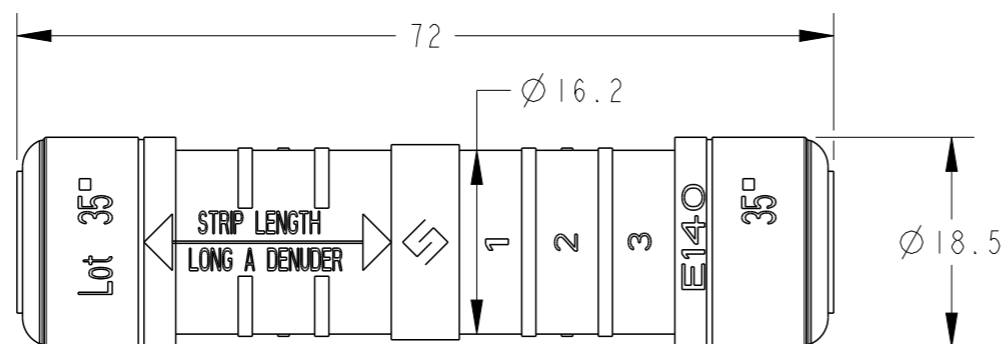 72
Ø16.2
Lot 35°
STRIP LENGTH
LONG A DENUDER
1
2
3
E140
35°
Ø18.5